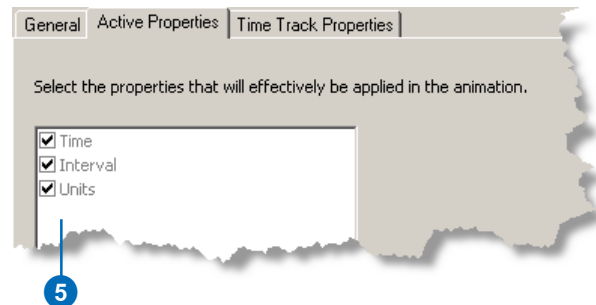 General Active Properties Time Track Properties
Select the properties that will effectively be applied in the animation.
Time
Interval
Units
5